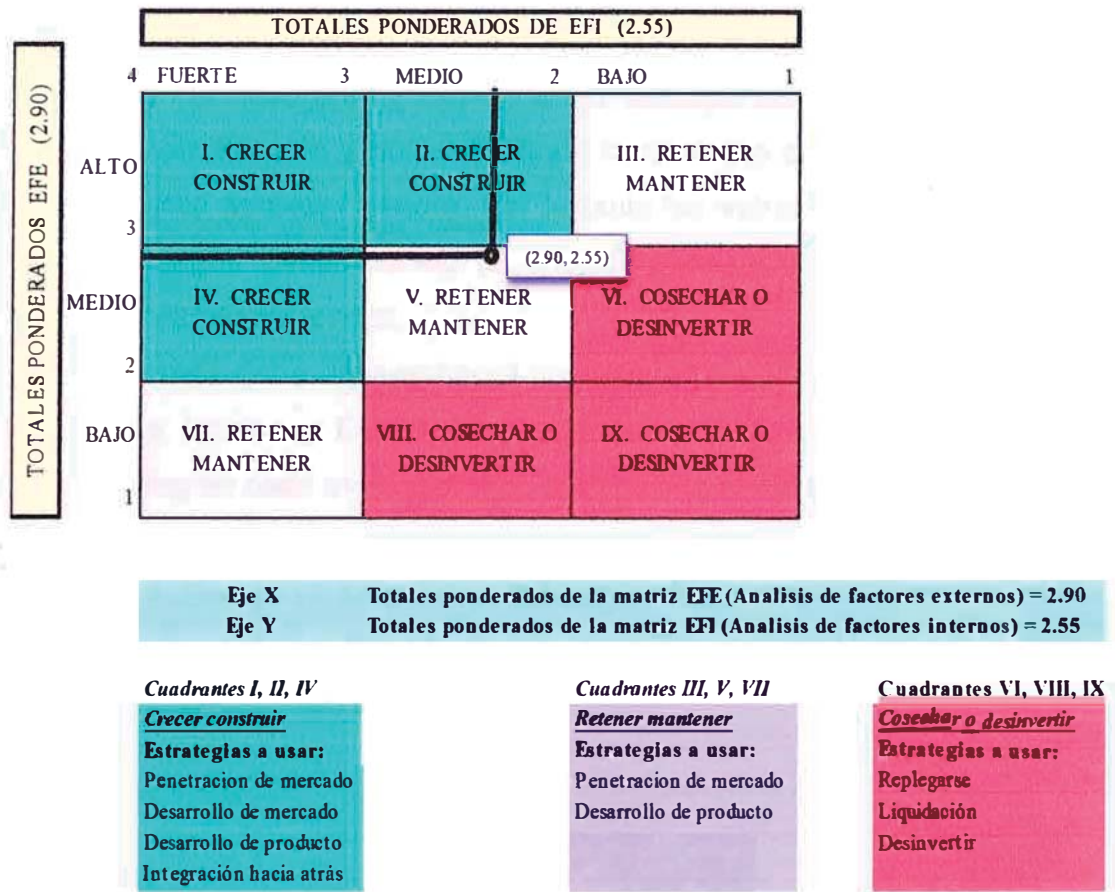 TOTALES PONDERADOS DE EFI (2.55)
TOTALES PONDERADOS EFE (2.90)
4 FUERTE 3 MEDIO 2 BAJO 1
ALTO
I. CRECER
CONSTRUIR
II. CRECER
CONSTRUIR
III. RETENER
MANTENER
3
(2.90, 2.55)
MEDIO
IV. CRECER
CONSTRUIR
V. RETENER
MANTENER
VI. COSECHAR O
DESINVERTIR
2
BAJO
VII. RETENER
MANTENER
VIII. COSECHAR O
DESINVERTIR
IX. COSECHAR O
DESINVERTIR
1
Eje X Totales ponderados de la matriz EFE (Analisis de factores externos) = 2.90
Eje Y Totales ponderados de la matriz EFI (Analisis de factores internos) = 2.55
Cuadrantes I, II, IV
Crecer construir
Estrategias a usar:
Penetracion de mercado
Desarrollo de mercado
Desarrollo de producto
Integración hacia atrás
Cuadrantes III, V, VII
Retener mantener
Estrategias a usar:
Penetracion de mercado
Desarrollo de producto
Cuadrantes VI, VIII, IX
Cosechar o desinvertir
Estrategias a usar:
Replegarse
Liquidación
Desinvertir